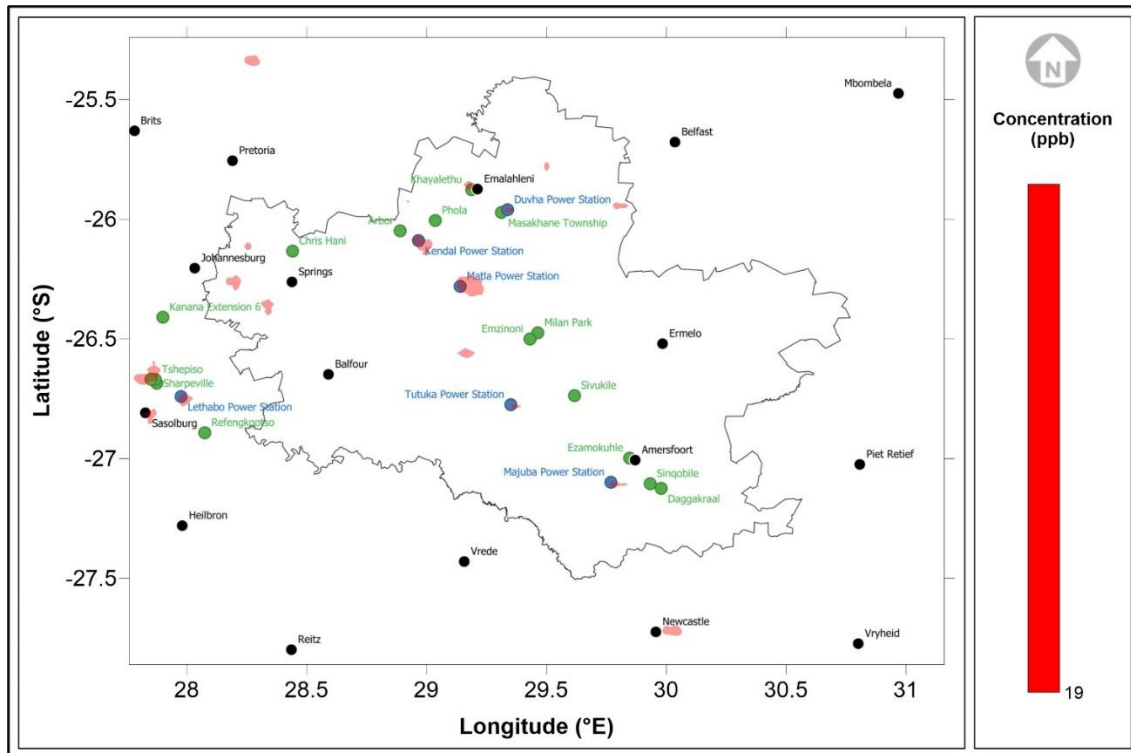 N
Concentration
(ppb)
19
-25.5
-26
-26.5
-27
-27.5
Latitude (°S)
Mbombela
Brits
Belfast
Pretoria
Khayalethu
Emalahleni
Duvha Power Station
Phola
Masakhane Township
Arbor
Kendal Power Station
Chris Hani
Johannesburg
Springs
Matla Power Station
Kanana Extension 6
Milan Park
Emzinoni
Ermelo
Balfour
Tshepiso
Sharpeville
Sivukile
Tutuka Power Station
Lethabo Power Station
Sasolburg
Refengkgotso
Ezamokuhle
Amersfoort
Piet Retief
Majuba Power Station
Sinqobile
Daggakraal
Heilbron
Vrede
Newcastle
Vryheid
Reitz
28
28.5
29
29.5
30
30.5
31
Longitude (°E)